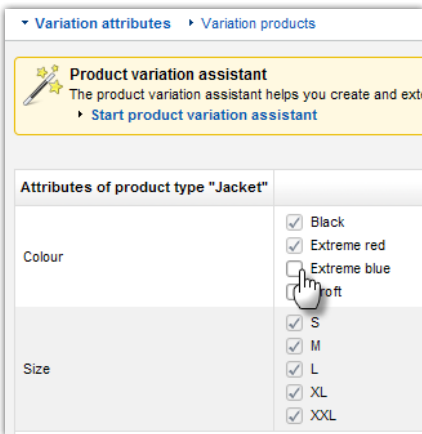 Variation attributes Variation products
Product variation assistant
The product variation assistant helps you create and exte
Start product variation assistant
Attributes of product type "Jacket"
Colour
Black
Extreme red
Extreme blue
roft
Size
S
M
L
XL
XXL